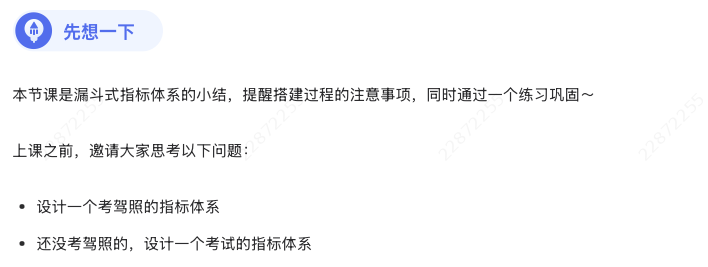 先想一下
本节课是漏斗式指标体系的小结，提醒搭建过程的注意事项，同时通过一个练习巩固～
上课之前，邀请大家思考以下问题：
• 设计一个考驾照的指标体系
• 还没考驾照的，设计一个考试的指标体系
22872255
22872255
22872255
22872255